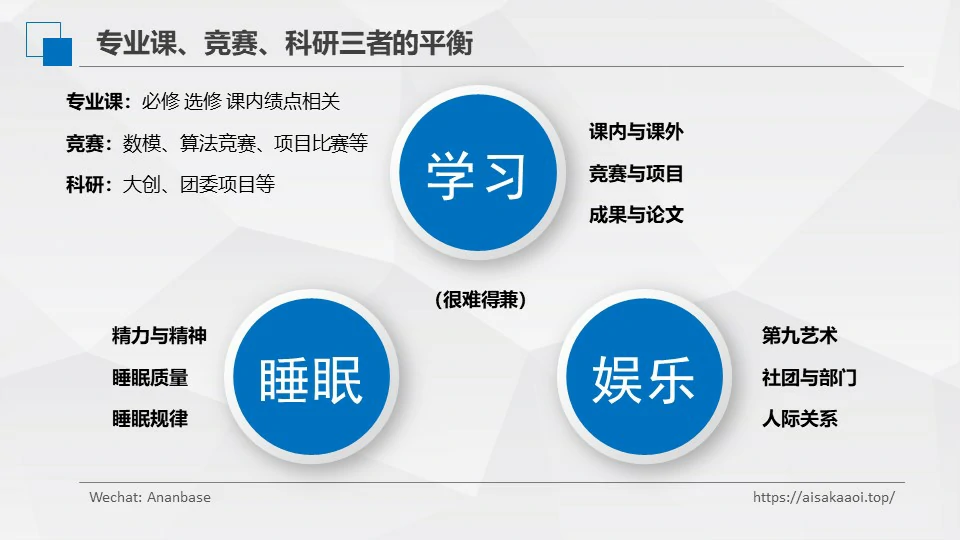 专业课、竞赛、科研三者的平衡
专业课：必修 选修 课内绩点相关
竞赛：数模、算法竞赛、项目比赛等
科研：大创、团委项目等
学习
课内与课外
竞赛与项目
成果与论文
（很难得兼）
精力与精神
睡眠质量
睡眠规律
睡眠
娱乐
第九艺术
社团与部门
人际关系
Wechat: Ananbase
https://aisakaaoi.top/